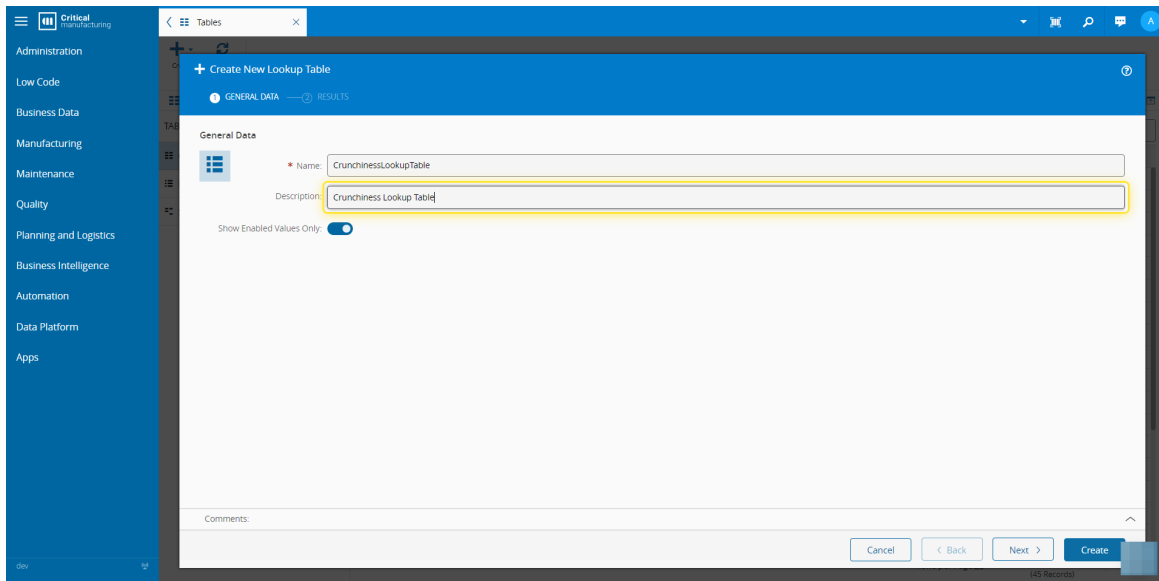 Critical
manufacturing
Tables
Administration
Low Code
Business Data
Manufacturing
Maintenance
Quality
Planning and Logistics
Business Intelligence
Automation
Data Platform
Apps
dev
A
Create New Lookup Table
1 GENERAL DATA 2 RESULTS
General Data
* Name: CrunchinessLookupTable
Description: Crunchiness Lookup Table
Show Enabled Values Only:
Comments:
Cancel
< Back
Next >
Create
(45 Records)